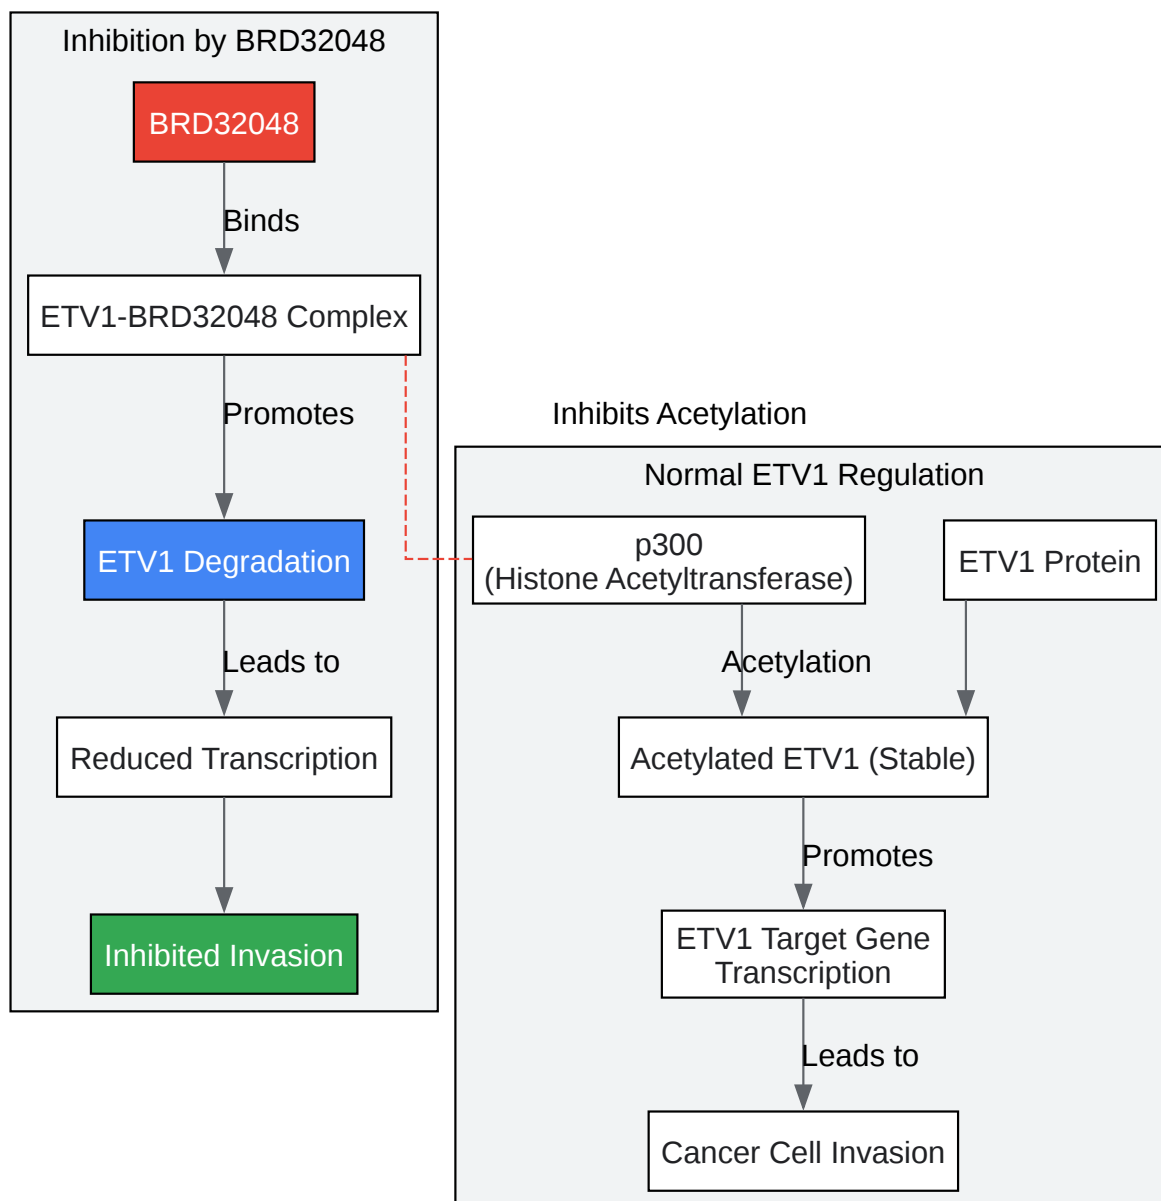 Inhibition by BRD32048
BRD32048
Binds
ETV1-BRD32048 Complex
Promotes
ETV1 Degradation
Leads to
Reduced Transcription
Inhibited Invasion
Inhibits Acetylation
Normal ETV1 Regulation
p300
(Histone Acetyltransferase)
ETV1 Protein
Acetylation
Acetylated ETV1 (Stable)
Promotes
ETV1 Target Gene
Transcription
Leads to
Cancer Cell Invasion